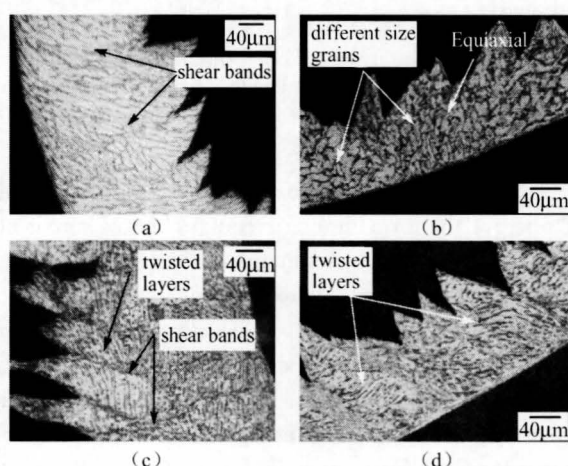 40μm
shear bands
(a)
different size
grains
Equiaxial
40μm
(b)
40μm
twisted
layers
shear bands
(c)
twisted
layers
40μm
(d)